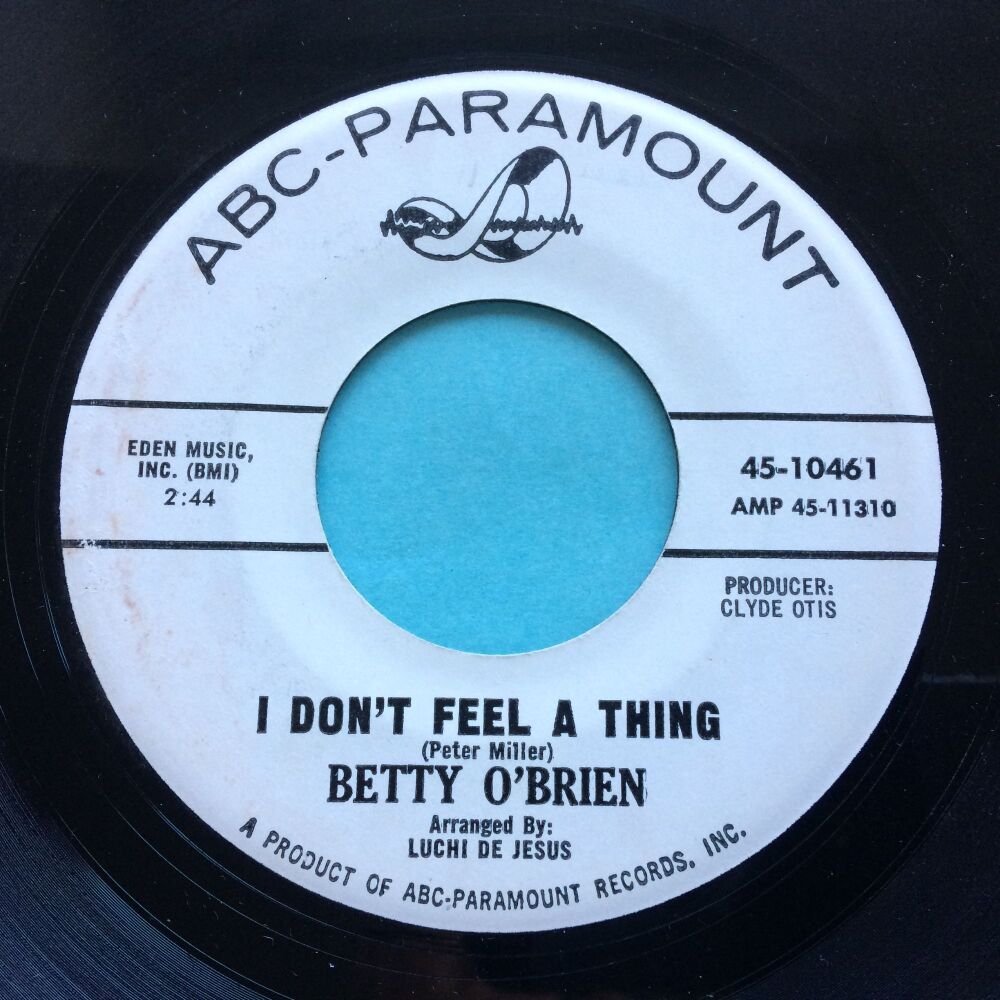 ABC-PARAMOUNT
EDEN MUSIC,
INC. (BMI)
2:44
45-10461
AMP 45-11310
PRODUCER:
CLYDE OTIS
I DON'T FEEL A THING
(Peter Miller)
BETTY O'BRIEN
Arranged By:
LUCHI DE JESUS
A PRODUCT OF ABC-PARAMOUNT RECORDS, INC.